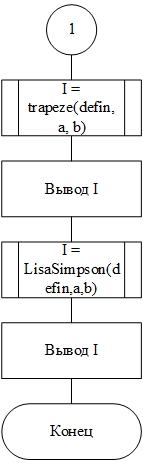 1
I =
trapeze(defin,
a, b)
Вывод I
I =
LisaSimpson(d
efin,a,b)
Вывод I
Конец